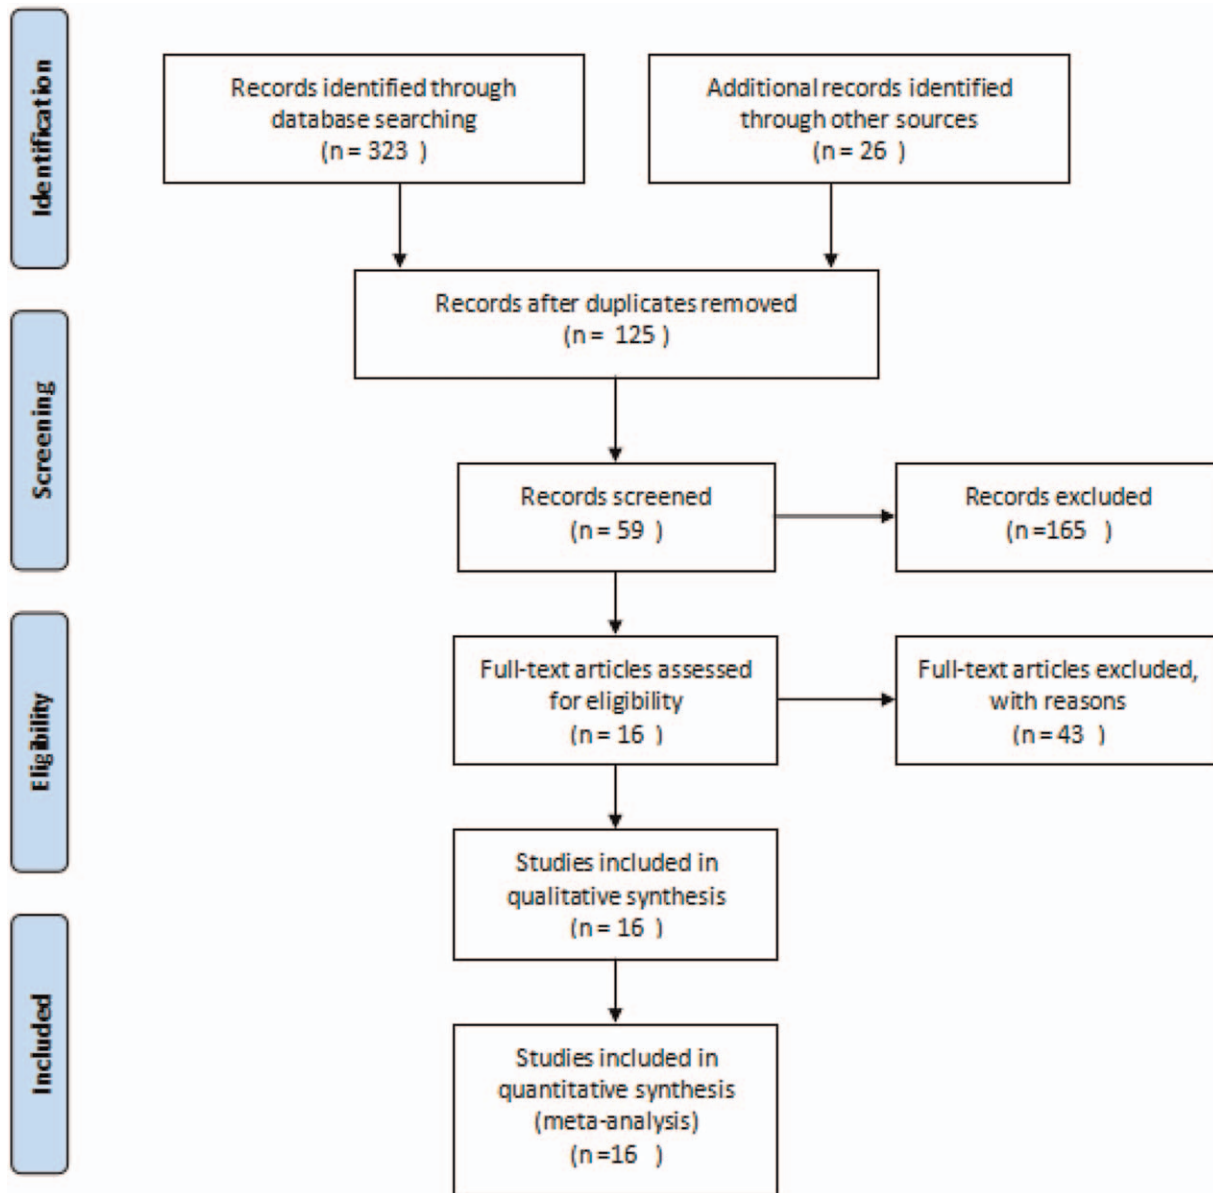 Identification
Records identified through
database searching
(n = 323 )
Additional records identified
through other sources
(n = 26 )
Records after duplicates removed
(n = 125 )
Screening
Records screened
(n = 59 )
Records excluded
(n =165 )
Eligibility
Full-text articles assessed
for eligibility
(n = 16 )
Full-text articles excluded,
with reasons
(n = 43 )
Studies included in
qualitative synthesis
(n = 16 )
Included
Studies included in
quantitative synthesis
(meta-analysis)
(n =16 )